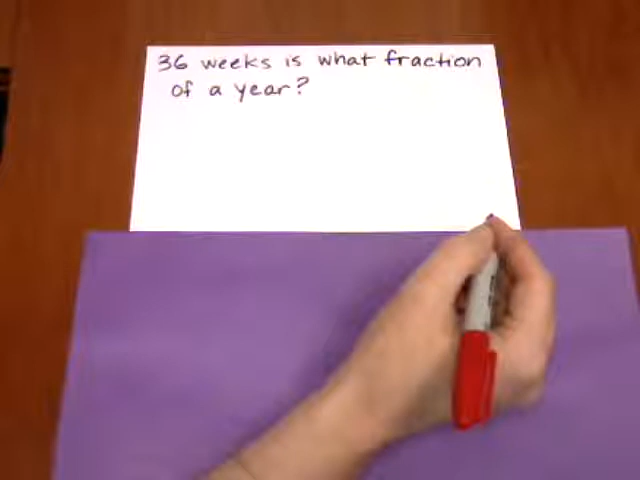 36 weeks is what fraction
of a year?